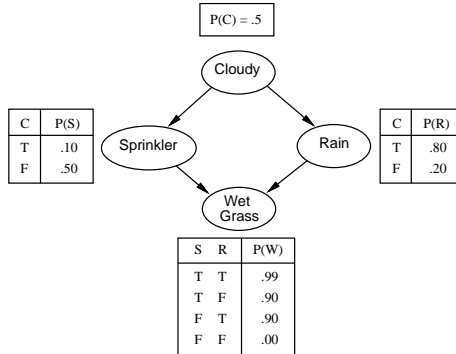 P(C) = .5
Cloudy
C P(S)
T .10
F .50
Sprinkler
Rain
C P(R)
T .80
F .20
Wet
Grass
S R P(W)
T T .99
T F .90
F T .90
F F .00